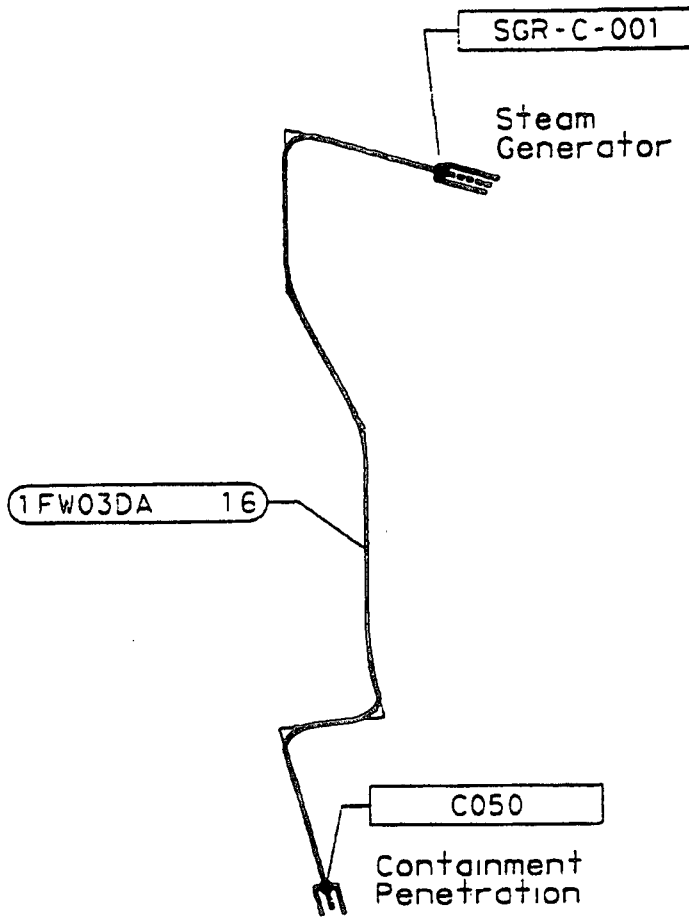 SGR-C-001
Steam
Generator
1FW03DA 16
C050
Containment
Penetration